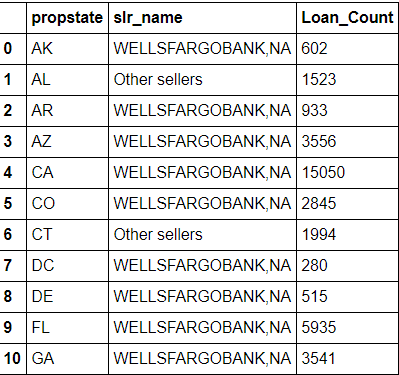 propstate slr_name Loan_Count
0 AK WELLSFARGOBANK,NA 602
1 AL Other sellers 1523
2 AR WELLSFARGOBANK,NA 933
3 AZ WELLSFARGOBANK,NA 3556
4 CA WELLSFARGOBANK,NA 15050
5 CO WELLSFARGOBANK,NA 2845
6 CT Other sellers 1994
7 DC WELLSFARGOBANK,NA 280
8 DE WELLSFARGOBANK,NA 515
9 FL WELLSFARGOBANK,NA 5935
10 GA WELLSFARGOBANK,NA 3541